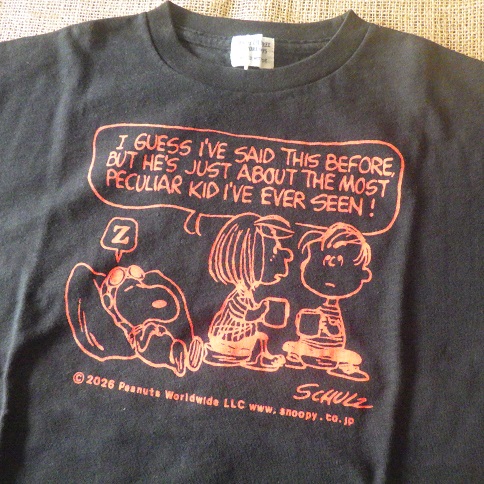 I GUESS I'VE SAID THIS BEFORE,
BUT HE'S JUST ABOUT THE MOST
PECULIAR KID I'VE EVER SEEN!
Z
SCHULZ
© 2026 Peanuts Worldwide LLC www.snoopy.co.jp